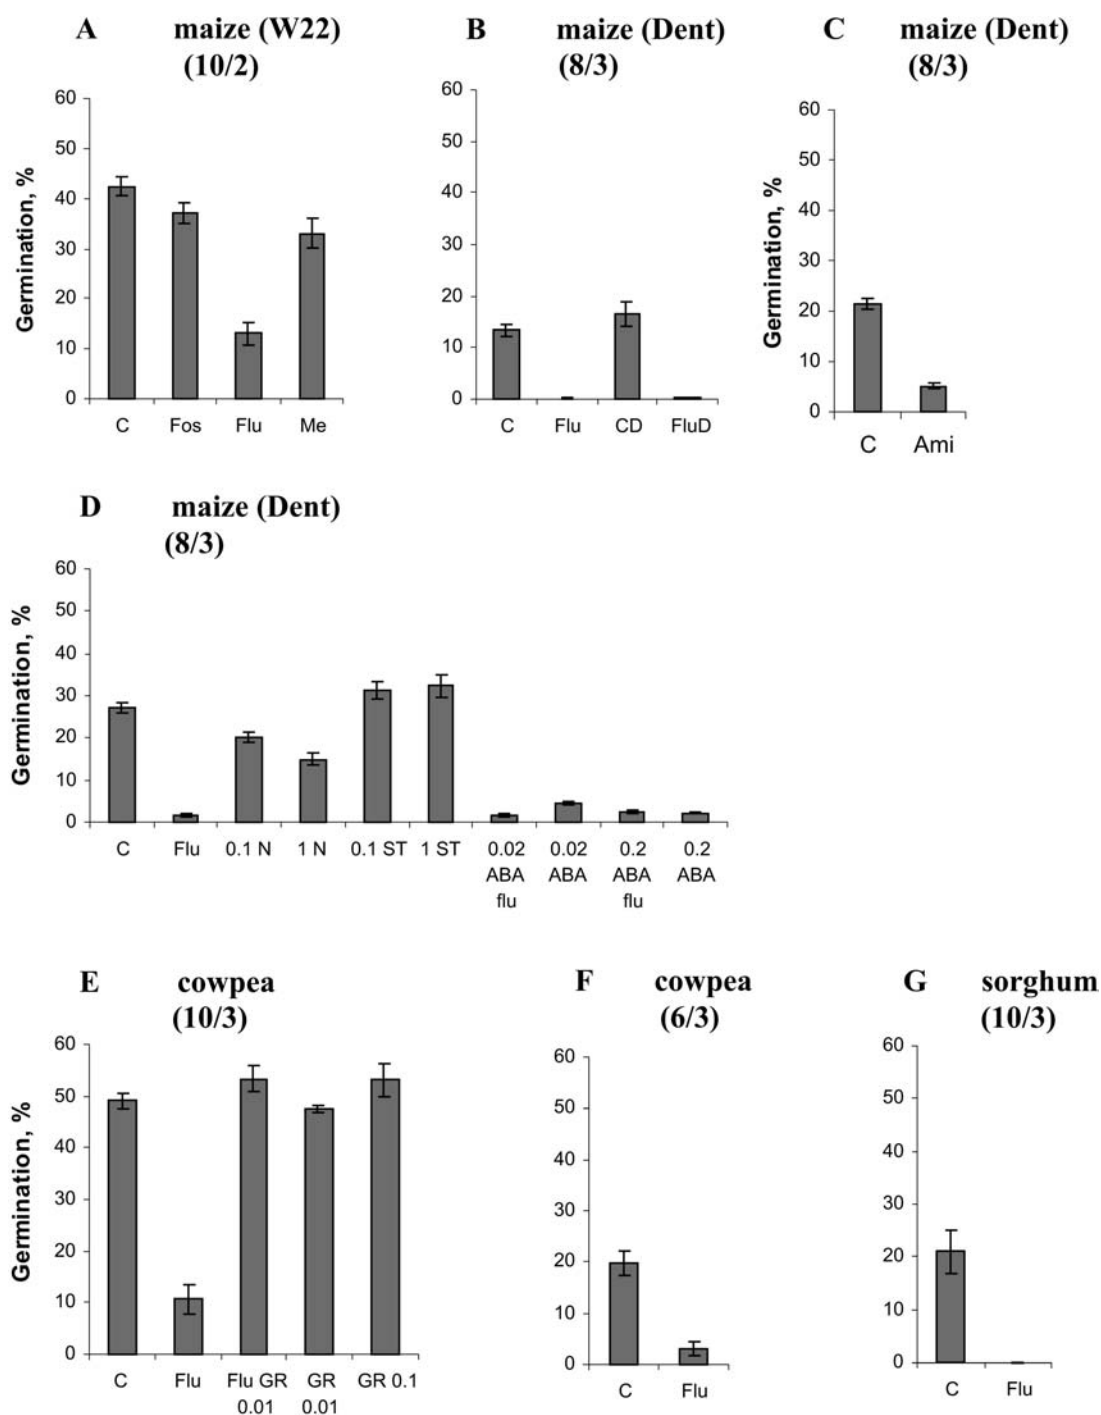 A maize (W22)
(10/2)
B maize (Dent)
(8/3)
C maize (Dent)
(8/3)
Germination, %
60
50
40
30
20
10
0
C Fos Flu Me
60
50
40
30
20
10
0
C Flu CD FluD
Germination, %
60
50
40
30
20
10
0
C Ami
D maize (Dent)
(8/3)
Germination, %
60
50
40
30
20
10
0
C Flu 0.1 N 1 N 0.1 ST 1 ST 0.02 0.02 0.2 0.2
ABA ABA ABA ABA
flu flu
E cowpea
(10/3)
F cowpea
(6/3)
G sorghum
(10/3)
Germination, %
60
50
40
30
20
10
0
C Flu Flu GR GR GR 0.1
0.01 0.01
60
50
40
30
20
10
0
C Flu
60
50
40
30
20
10
0
C Flu